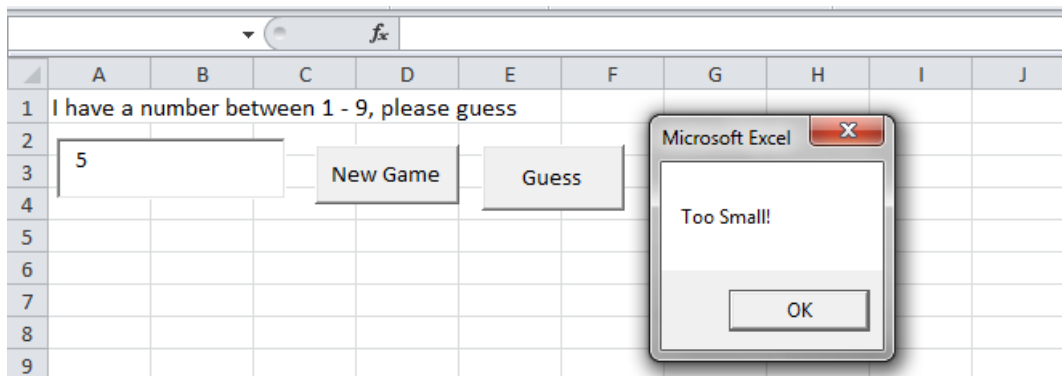 fx
A B C D E F G H I J
1 I have a number between 1 - 9, please guess
2
3
4
5
6
7
8
9
5
New Game
Guess
Microsoft Excel
x
Too Small!
OK